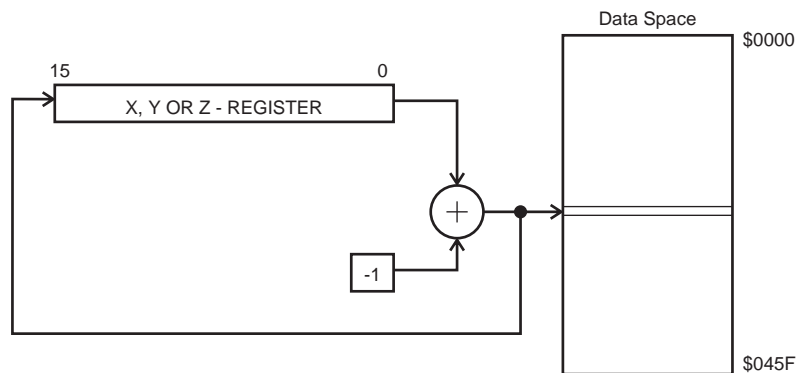 Data Space
$0000
15 0
X, Y OR Z - REGISTER
+
-1
$045F